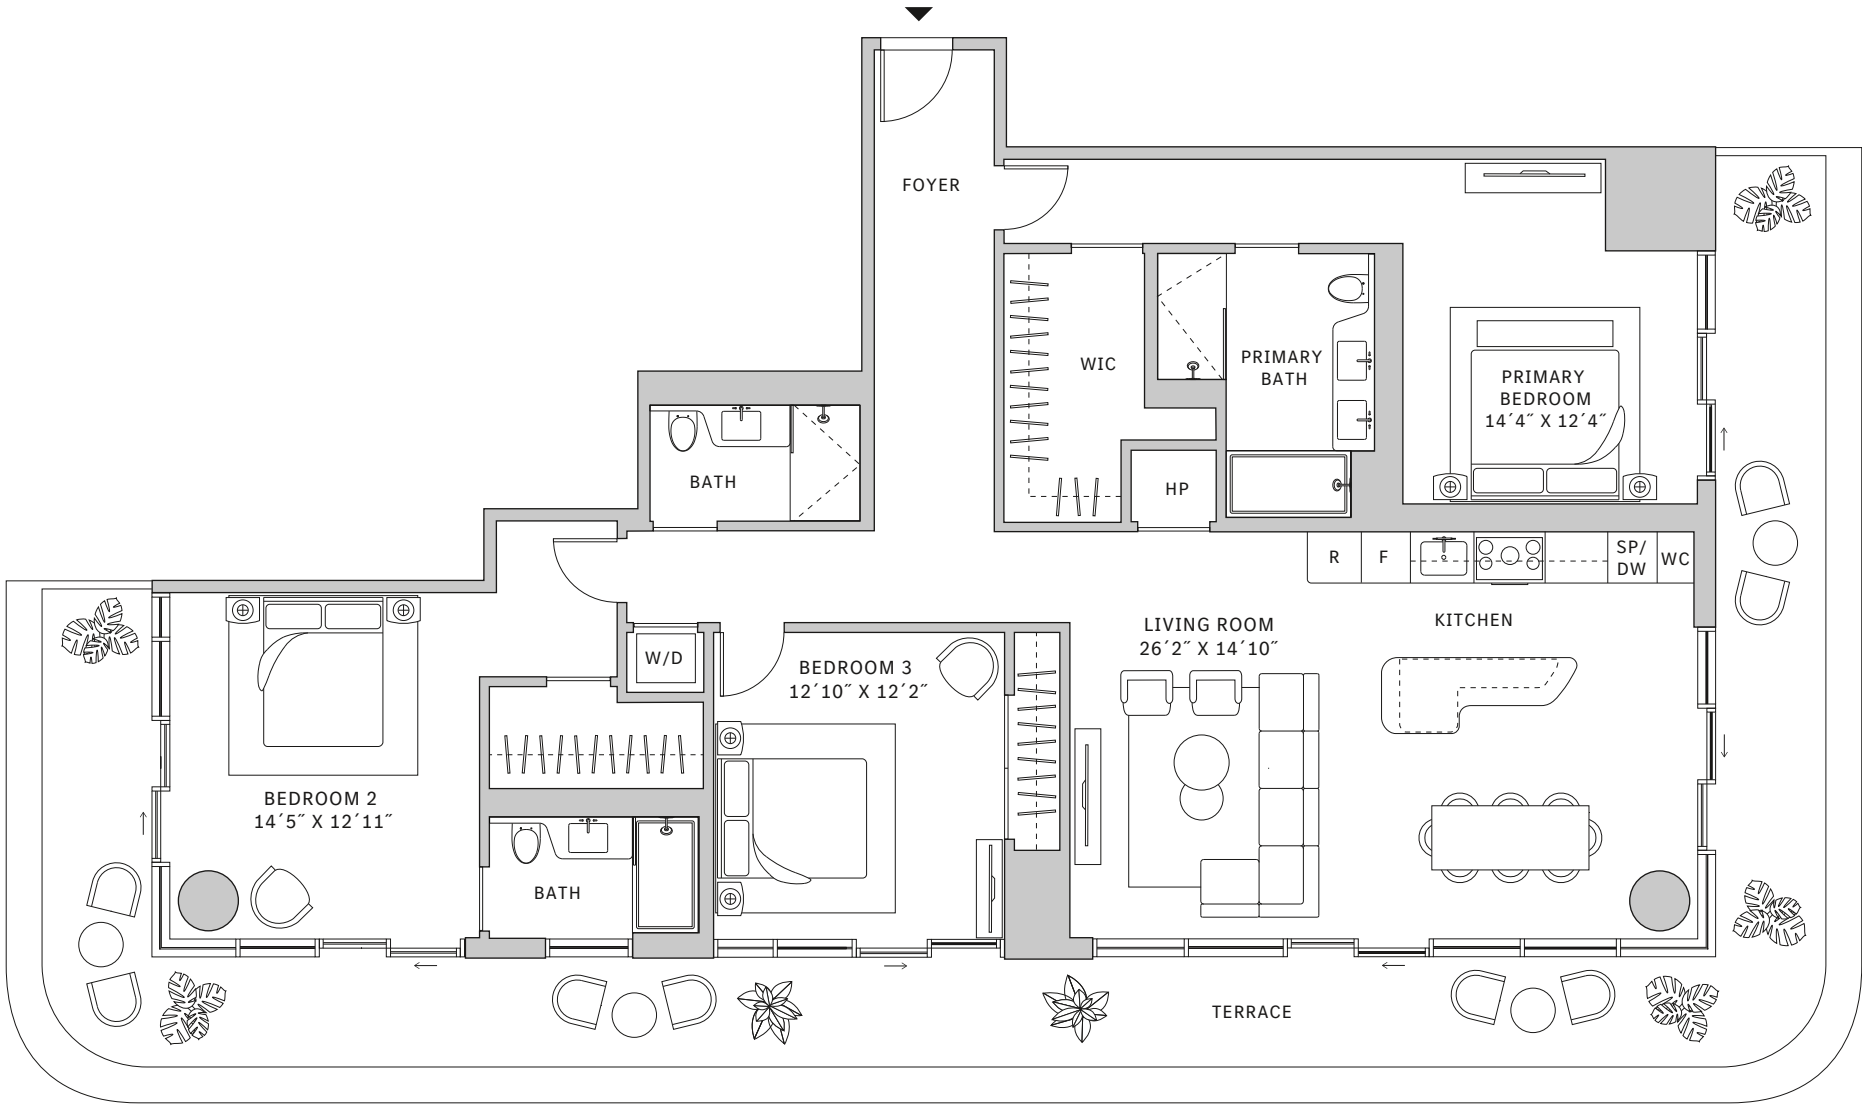 FOYER
WIC
PRIMARY
BATH
PRIMARY
BEDROOM
14´4˝ X 12´4˝
BATH
HP
R
F
SP/
DW
WC
KITCHEN
LIVING ROOM
26´2˝ X 14´10˝
W/D
BEDROOM 3
12´10˝ X 12´2˝
BEDROOM 2
14´5˝ X 12´11˝
BATH
TERRACE